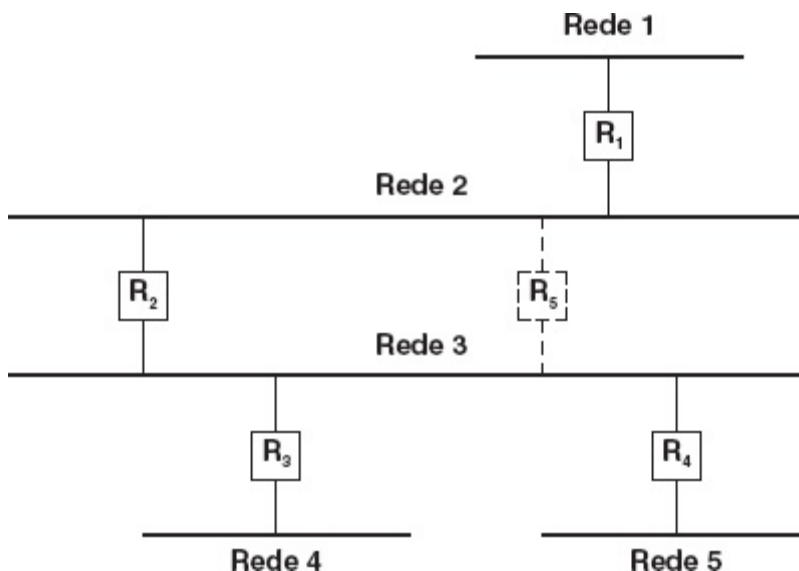 Rede 1
R₁
Rede 2
R₂
R₅
Rede 3
R₃
R₄
Rede 4
Rede 5